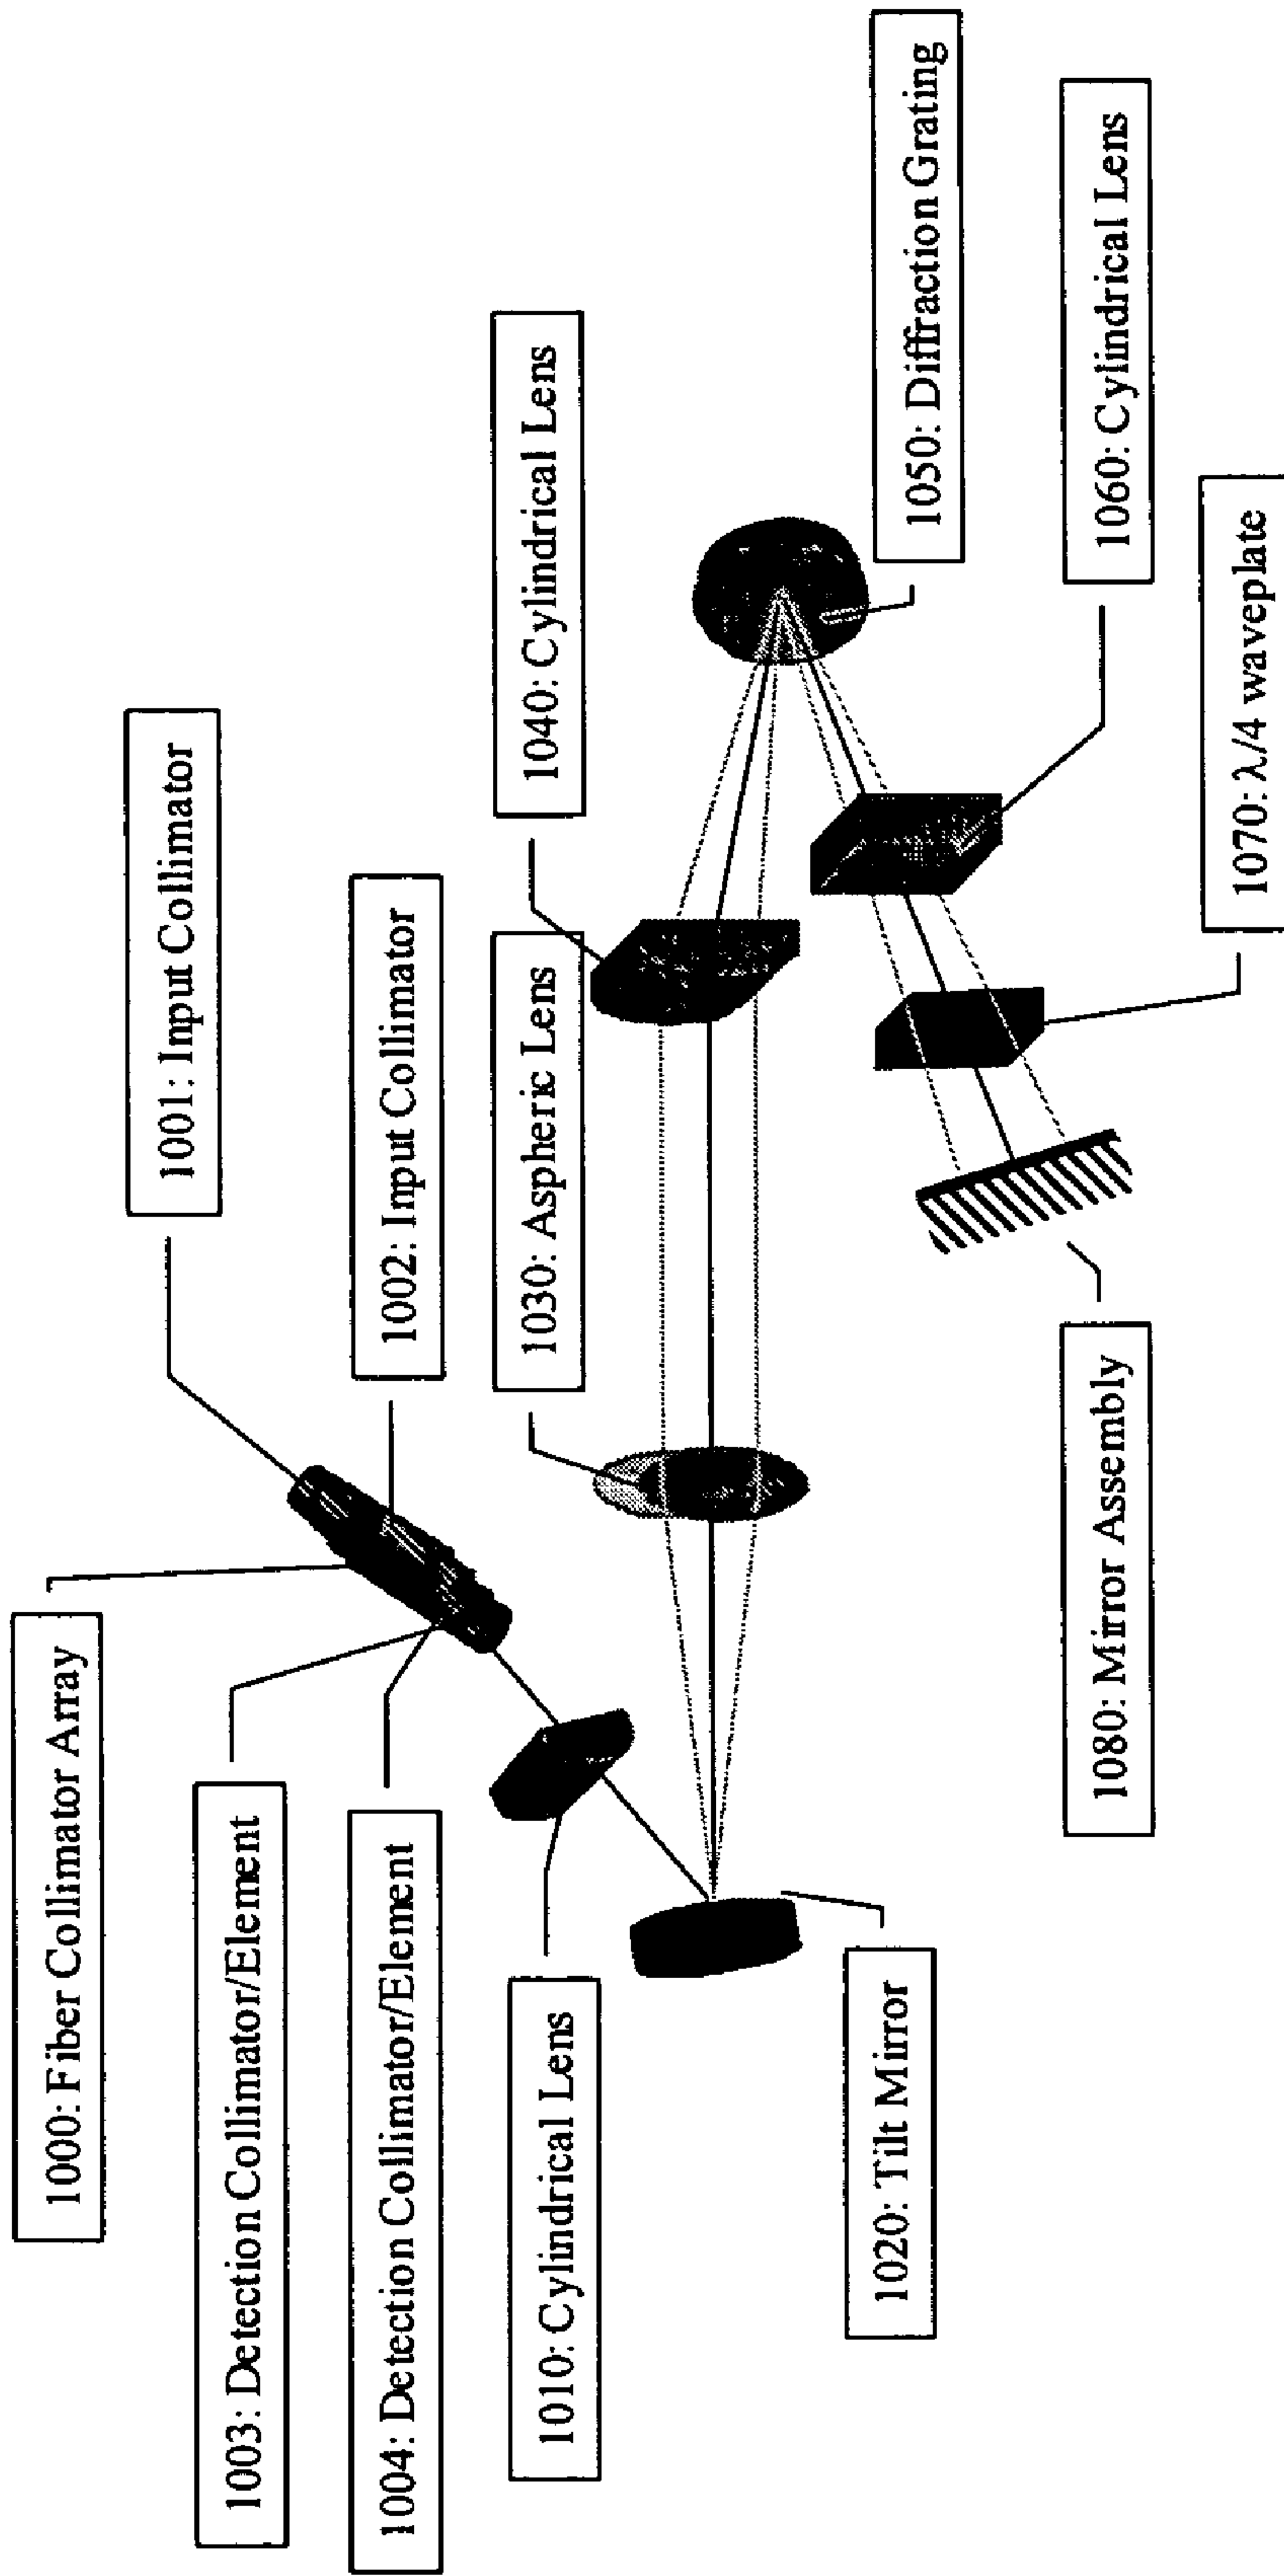 1000: Fiber Collimator Array
1001: Input Collimator
1003: Detection Collimator/Element
1002: Input Collimator
1004: Detection Collimator/Element
1030: Aspheric Lens
1040: Cylindrical Lens
1010: Cylindrical Lens
1020: Tilt Mirror
1050: Diffraction Grating
1080: Mirror Assembly
1060: Cylindrical Lens
1070: λ/4 waveplate